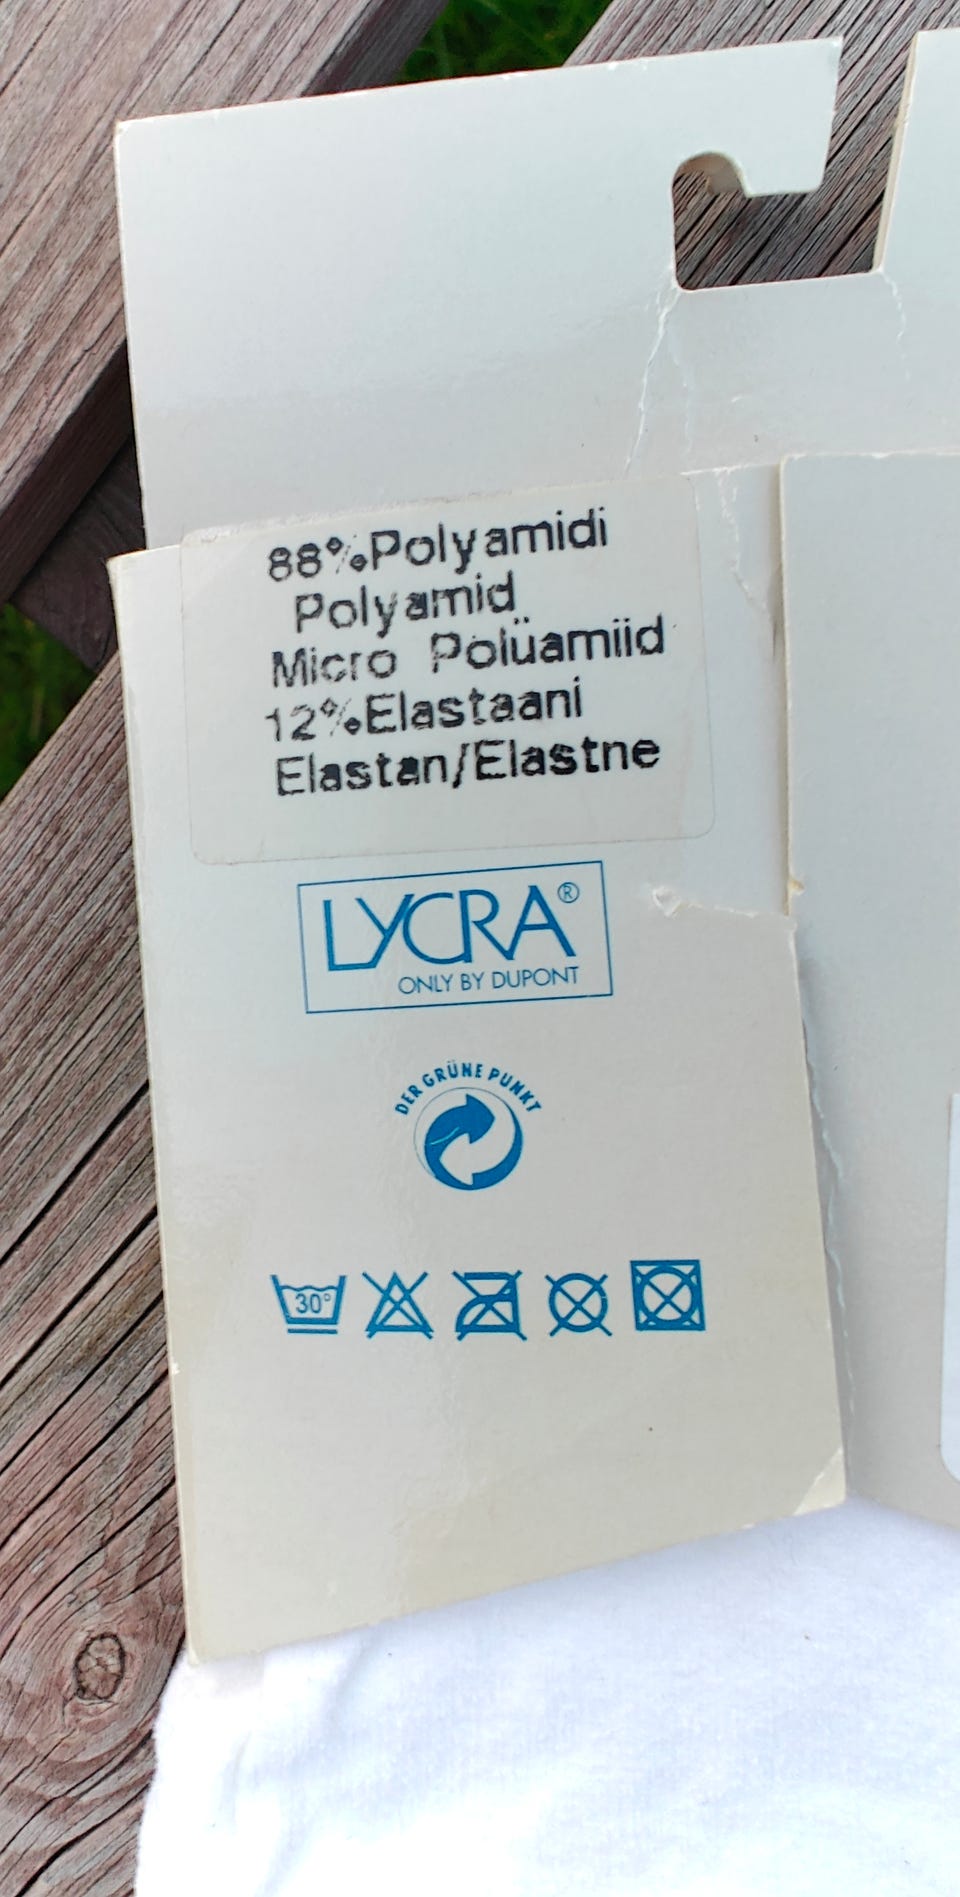 88%Polyamidi
Polyamid
Micro Polüamiid
12%Elastaani
Elastan/Elastne
LYCRA®
ONLY BY DUPONT
DER GRÜNE PUNKT
30°